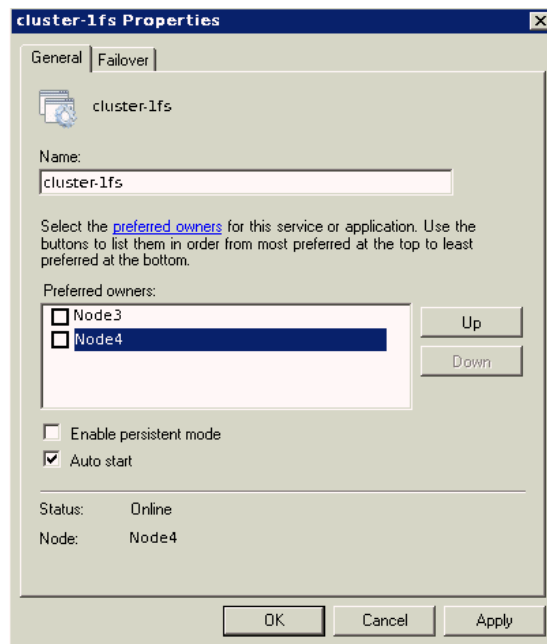 cluster-1fs Properties
General Failover
cluster-1fs
Name:
cluster-1fs
Select the preferred owners for this service or application. Use the
buttons to list them in order from most preferred at the top to least
preferred at the bottom.
Preferred owners:
Node3
Node4
Up
Down
Enable persistent mode
Auto start
Status: Online
Node: Node4
OK Cancel Apply